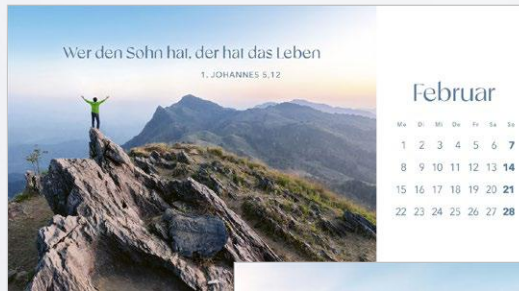 Wer den Sohn hat, der hat das Leben
1. JOHANNES 5,12
Februar
Mo Di Mi Do Fr Sa So
1 2 3 4 5 6 7
8 9 10 11 12 13 14
15 16 17 18 19 20 21
22 23 24 25 26 27 28